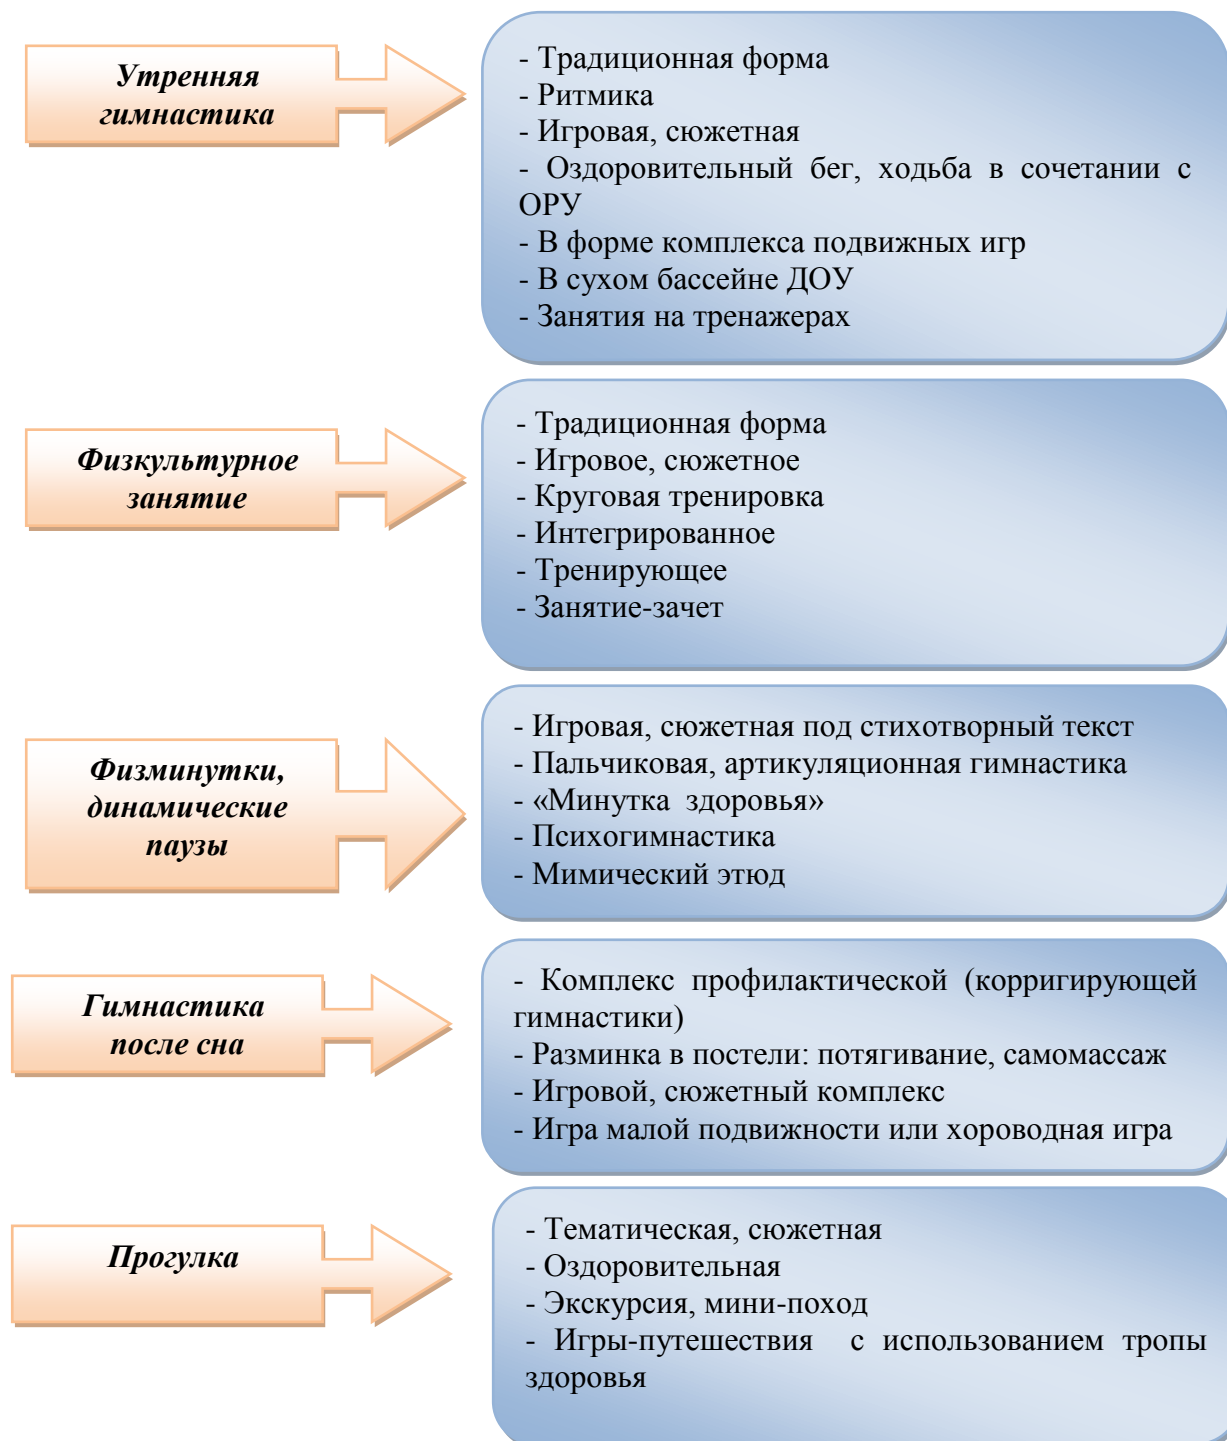 Утренняя
гимнастика
- Традиционная форма
- Ритмика
- Игровая, сюжетная
- Оздоровительный бег, ходьба в сочетании с
ОРУ
- В форме комплекса подвижных игр
- В сухом бассейне ДОУ
- Занятия на тренажерах
Физкультурное
занятие
- Традиционная форма
- Игровое, сюжетное
- Круговая тренировка
- Интегрированное
- Тренирующее
- Занятие-зачет
Физминутки,
динамические
паузы
- Игровая, сюжетная под стихотворный текст
- Пальчиковая, артикуляционная гимнастика
- «Минутка здоровья»
- Психогимнастика
- Мимический этюд
Гимнастика
после сна
- Комплекс профилактической (корригирующей
гимнастики)
- Разминка в постели: потягивание, самомассаж
- Игровой, сюжетный комплекс
- Игра малой подвижности или хороводная игра
Прогулка
- Тематическая, сюжетная
- Оздоровительная
- Экскурсия, мини-поход
- Игры-путешествия с использованием тропы
здоровья